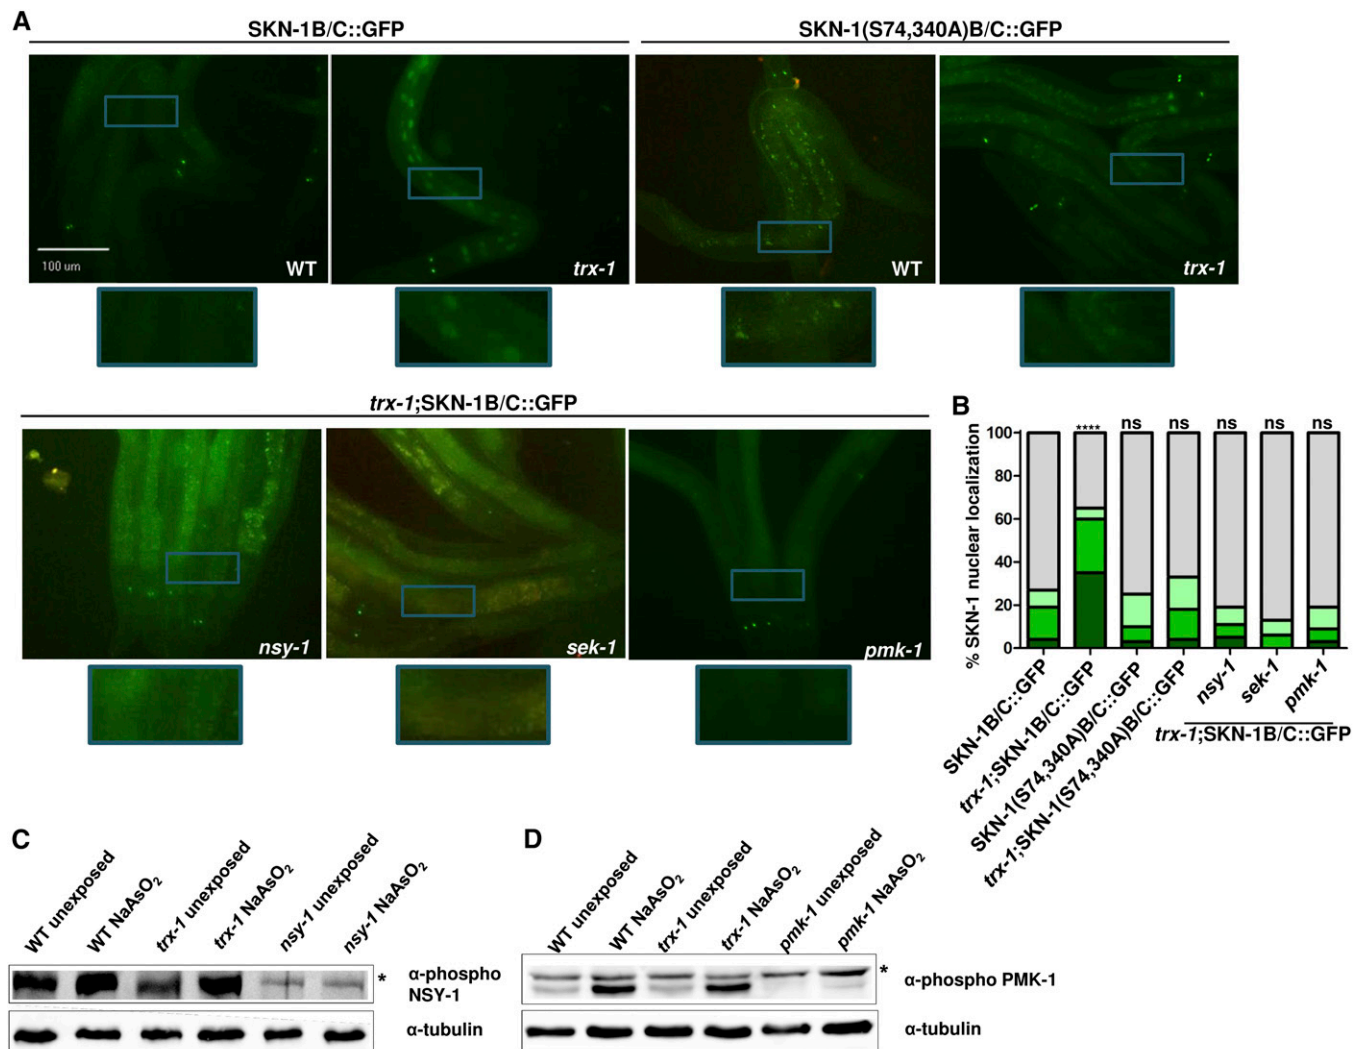 A
SKN-1B/C::GFP
SKN-1(S74,340A)B/C::GFP
100 um
WT
trx-1
WT
trx-1
trx-1;SKN-1B/C::GFP
nsy-1
sek-1
pmk-1
B
% SKN-1 nuclear localization
100
80
60
40
20
0
****
ns
ns
ns
ns
ns
SKN-1B/C::GFP
trx-1;SKN-1B/C::GFP
SKN-1(S74,340A)B/C::GFP
trx-1;SKN-1(S74,340A)B/C::GFP
nsy-1
sek-1
pmk-1
trx-1;SKN-1B/C::GFP
C
WT unexposed
WT NaAsO₂
trx-1 unexposed
trx-1 NaAsO₂
nsy-1 unexposed
nsy-1 NaAsO₂
*
α-phospho
NSY-1
α-tubulin
D
WT unexposed
WT NaAsO₂
trx-1 unexposed
trx-1 NaAsO₂
pmk-1 unexposed
pmk-1 NaAsO₂
*
α-phospho PMK-1
α-tubulin